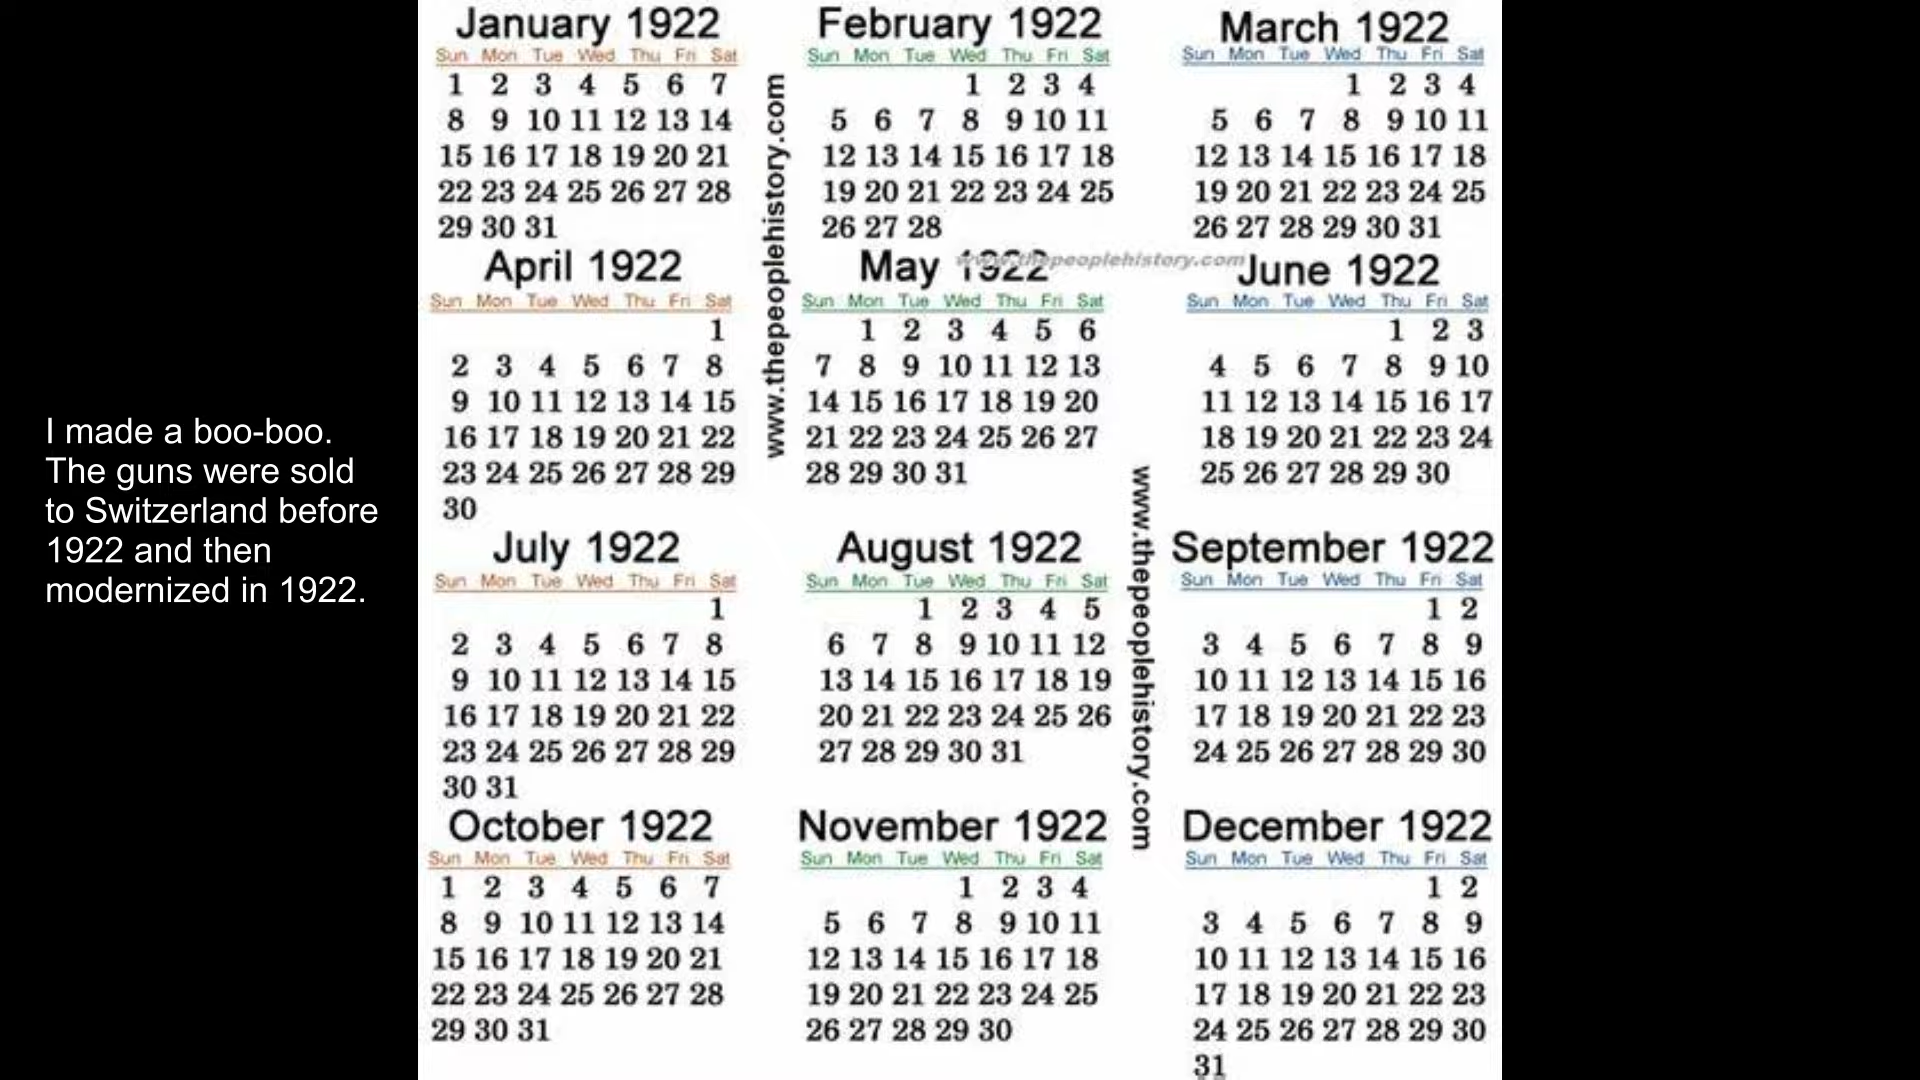 I made a boo-boo.
The guns were sold
to Switzerland before
1922 and then
modernized in 1922.
January 1922
Sun Mon Tue Wed Thu Fri Sat
1 2 3 4 5 6 7
8 9 10 11 12 13 14
15 16 17 18 19 20 21
22 23 24 25 26 27 28
29 30 31
February 1922
Sun Mon Tue Wed Thu Fri Sat
1 2 3 4
5 6 7 8 9 10 11
12 13 14 15 16 17 18
19 20 21 22 23 24 25
26 27 28
March 1922
Sun Mon Tue Wed Thu Fri Sat
1 2 3 4
5 6 7 8 9 10 11
12 13 14 15 16 17 18
19 20 21 22 23 24 25
26 27 28 29 30 31
www.thepeoplehistory.com
www.thepeoplehistory.com
April 1922
Sun Mon Tue Wed Thu Fri Sat
1
2 3 4 5 6 7 8
9 10 11 12 13 14 15
16 17 18 19 20 21 22
23 24 25 26 27 28 29
30
May 1922
Sun Mon Tue Wed Thu Fri Sat
1 2 3 4 5 6
7 8 9 10 11 12 13
14 15 16 17 18 19 20
21 22 23 24 25 26 27
28 29 30 31
June 1922
Sun Mon Tue Wed Thu Fri Sat
1 2 3
4 5 6 7 8 9 10
11 12 13 14 15 16 17
18 19 20 21 22 23 24
25 26 27 28 29 30
www.thepeoplehistory.com
July 1922
Sun Mon Tue Wed Thu Fri Sat
1
2 3 4 5 6 7 8
9 10 11 12 13 14 15
16 17 18 19 20 21 22
23 24 25 26 27 28 29
30 31
August 1922
Sun Mon Tue Wed Thu Fri Sat
1 2 3 4 5
6 7 8 9 10 11 12
13 14 15 16 17 18 19
20 21 22 23 24 25 26
27 28 29 30 31
September 1922
Sun Mon Tue Wed Thu Fri Sat
1 2
3 4 5 6 7 8 9
10 11 12 13 14 15 16
17 18 19 20 21 22 23
24 25 26 27 28 29 30
October 1922
Sun Mon Tue Wed Thu Fri Sat
1 2 3 4 5 6 7
8 9 10 11 12 13 14
15 16 17 18 19 20 21
22 23 24 25 26 27 28
29 30 31
November 1922
Sun Mon Tue Wed Thu Fri Sat
1 2 3 4
5 6 7 8 9 10 11
12 13 14 15 16 17 18
19 20 21 22 23 24 25
26 27 28 29 30
December 1922
Sun Mon Tue Wed Thu Fri Sat
1 2
3 4 5 6 7 8 9
10 11 12 13 14 15 16
17 18 19 20 21 22 23
24 25 26 27 28 29 30
31